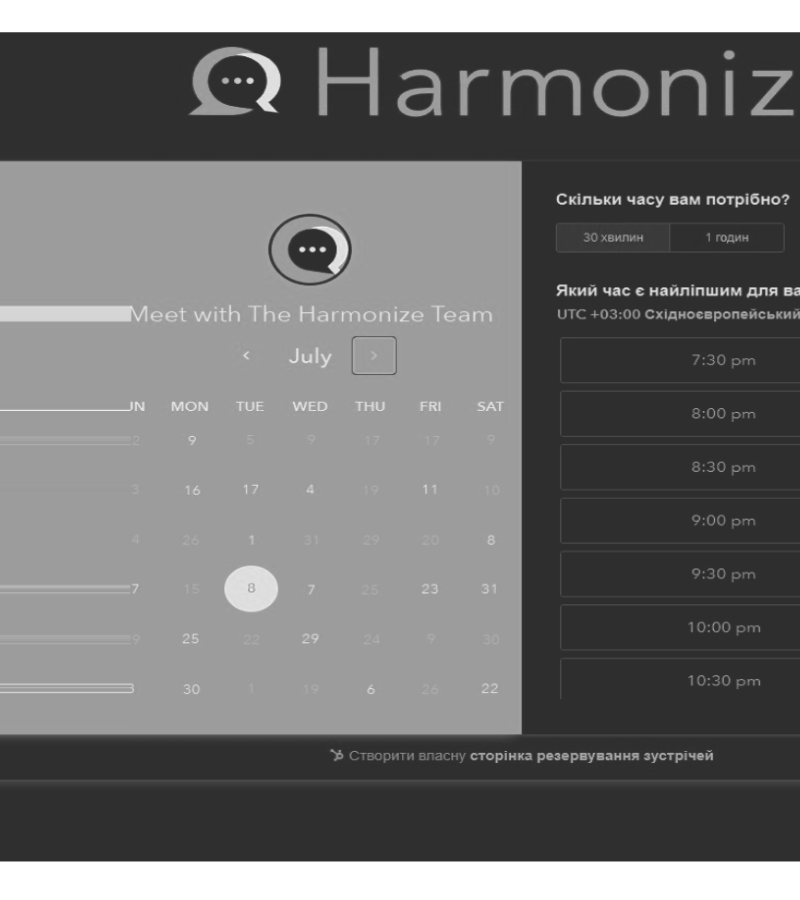 Harmoniz
Meet with The Harmonize Team
‹ July ›
UN MON TUE WED THU FRI SAT
2 9 5 9 17 17 9
3 16 17 4 19 11 10
4 26 1 31 29 20 8
7 15 8 7 25 23 31
9 25 22 29 24 9 30
3 30 1 19 6 26 22
Скільки часу вам потрібно?
30 хвилин 1 годин
Який час є найліпшим для ва
UTC +03:00 Східноєвропейський
7:30 pm
8:00 pm
8:30 pm
9:00 pm
9:30 pm
10:00 pm
10:30 pm
Створити власну сторінка резервування зустрічей